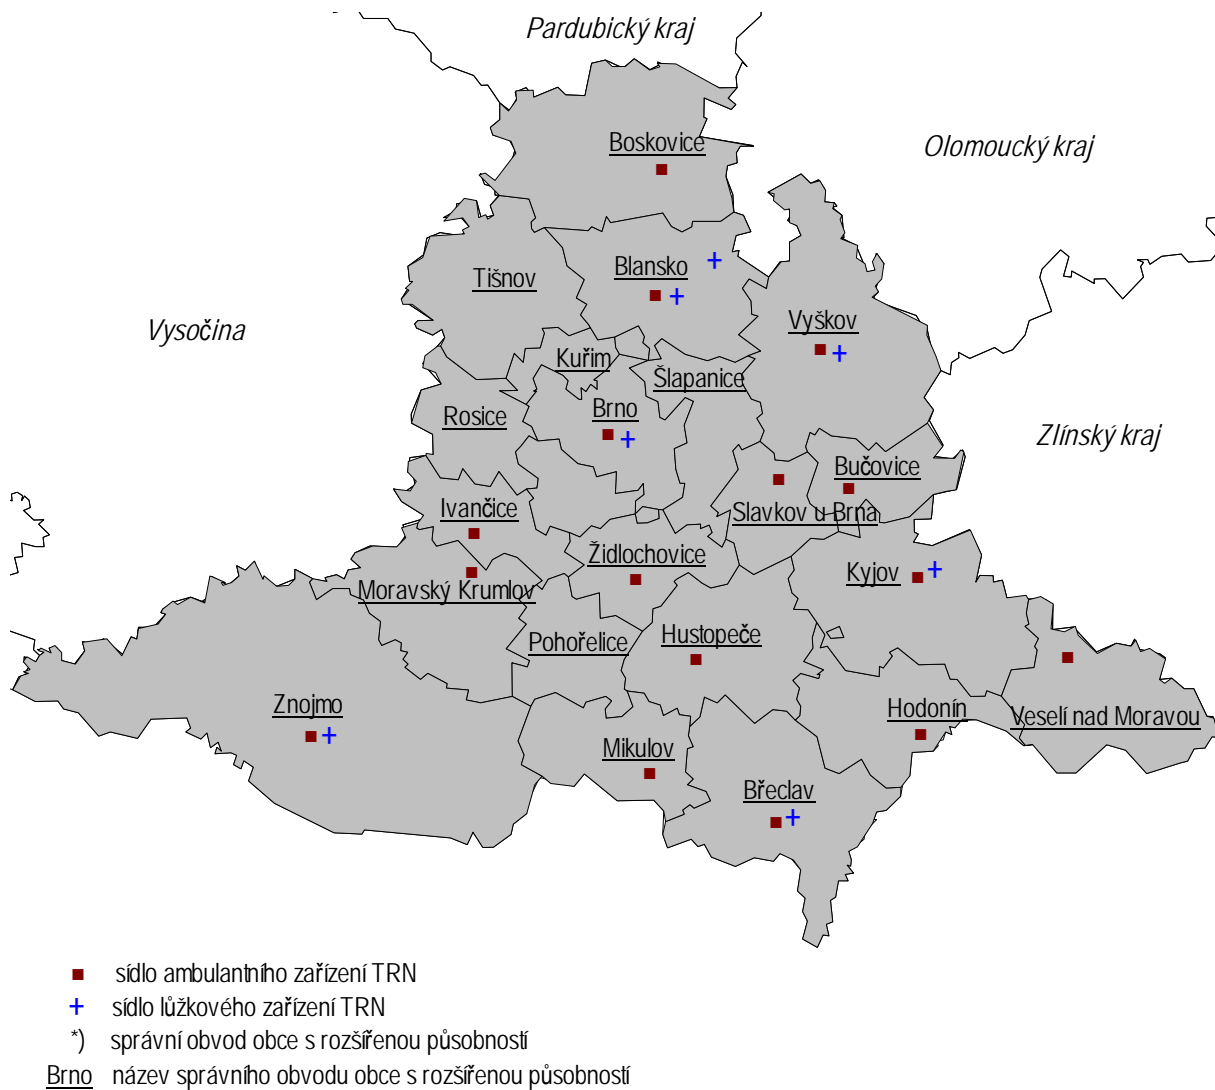 Pardubický kraj
Boskovice
Olomoucký kraj
Blansko
Tišnov
Vysočina
Vyškov
Kuřim
Šlapanice
Brno
Rosice
Zlínský kraj
Bučovice
Ivančice
Slavkov u Brna
Židlochovice
Kyjov
Moravský Krumlov
Hustopeče
Pohořelice
Znojmo
Hodonín
Veselí nad Moravou
Mikulov
Břeclav
sídlo ambulantního zařízení TRN
sídlo lůžkového zařízení TRN
*) správní obvod obce s rozšířenou působností
Brno název správního obvodu obce s rozšířenou působností